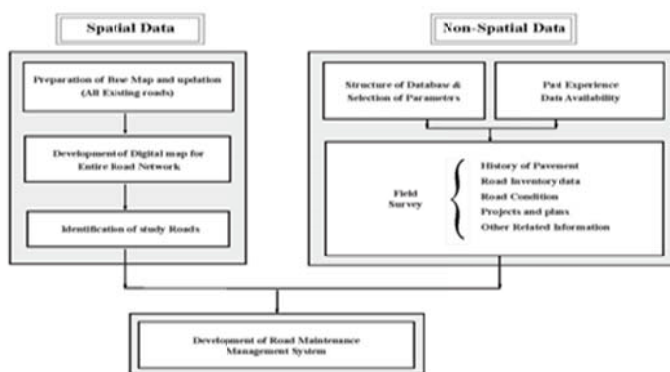 Spatial Data
Non-Spatial Data
Preparation of Base Map and updation
(All Existing roads)
Development of Digital map for
Entire Road Network
Identification of study Roads
Structure of Database &
Selection of Parameters
Past Experience
Data Availability
Field
Survey
History of Pavement
Road Inventory data
Road Condition
Projects and plans
Other Related Information
Development of Road Maintenance
Management System